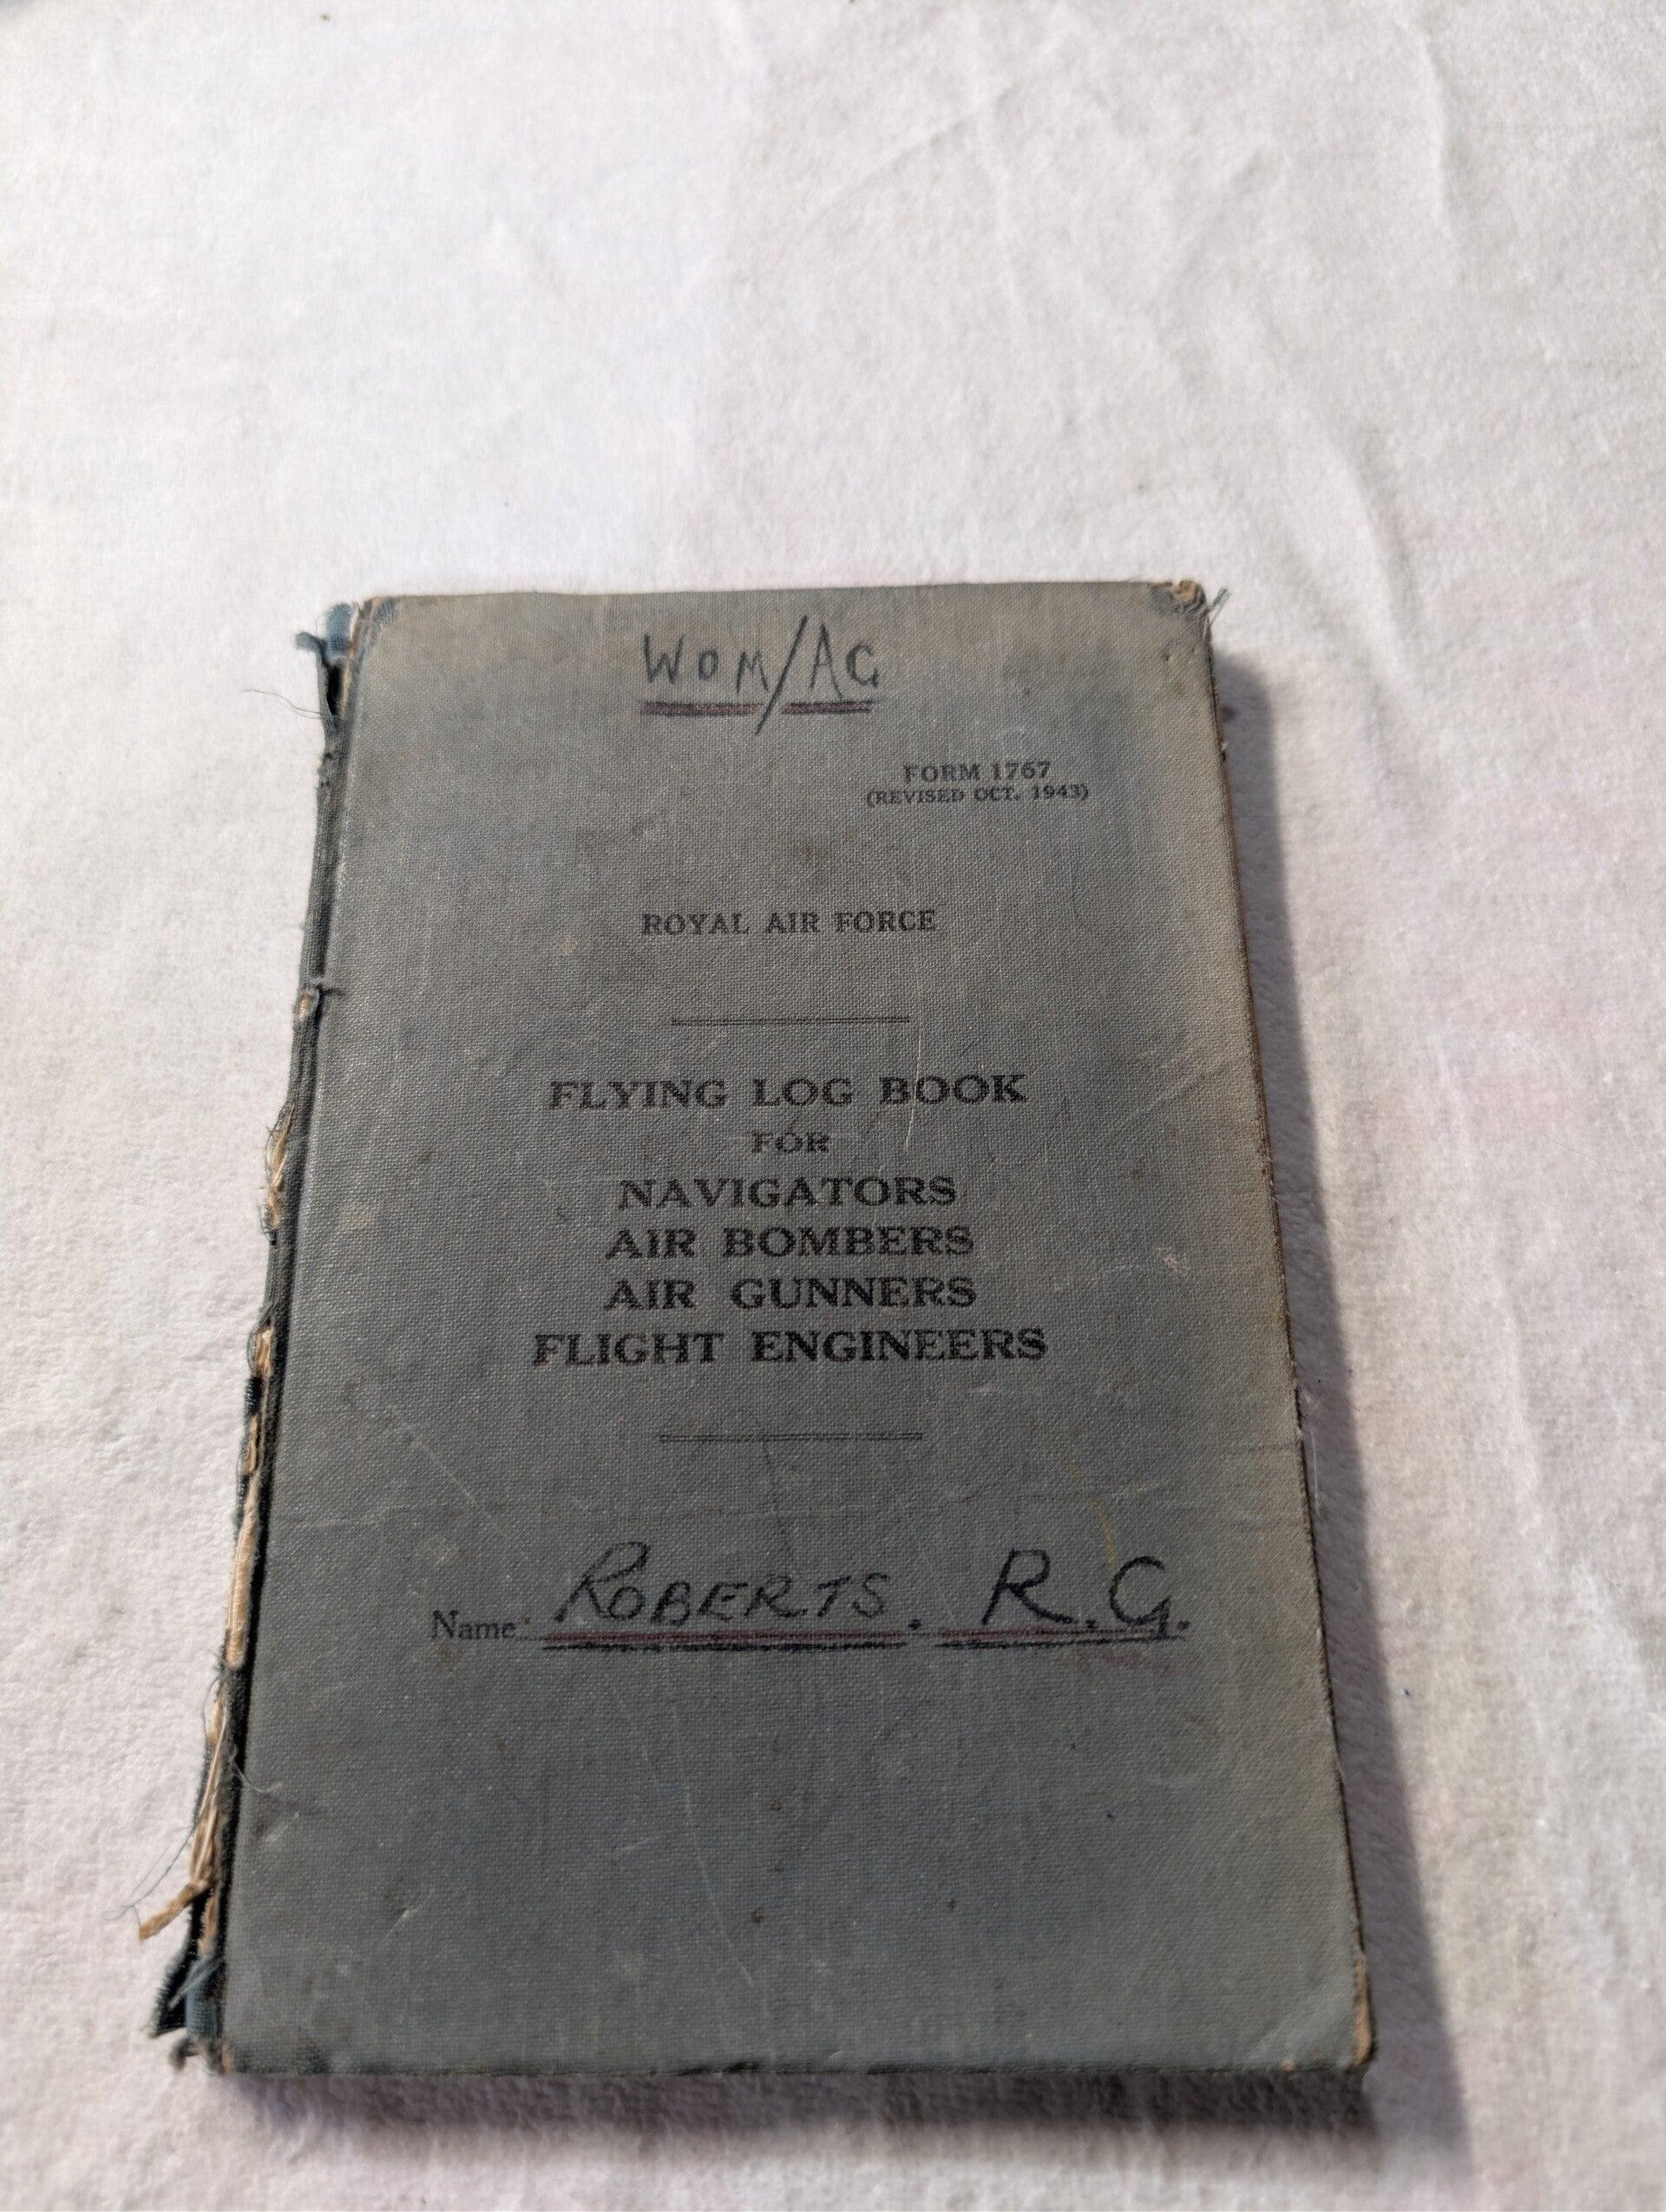 WOM/AG
FORM 1767
(REVISED OCT. 1943)
ROYAL AIR FORCE
FLYING LOG BOOK
FOR
NAVIGATORS
AIR BOMBERS
AIR GUNNERS
FLIGHT ENGINEERS
Name ROBERTS. R.G.